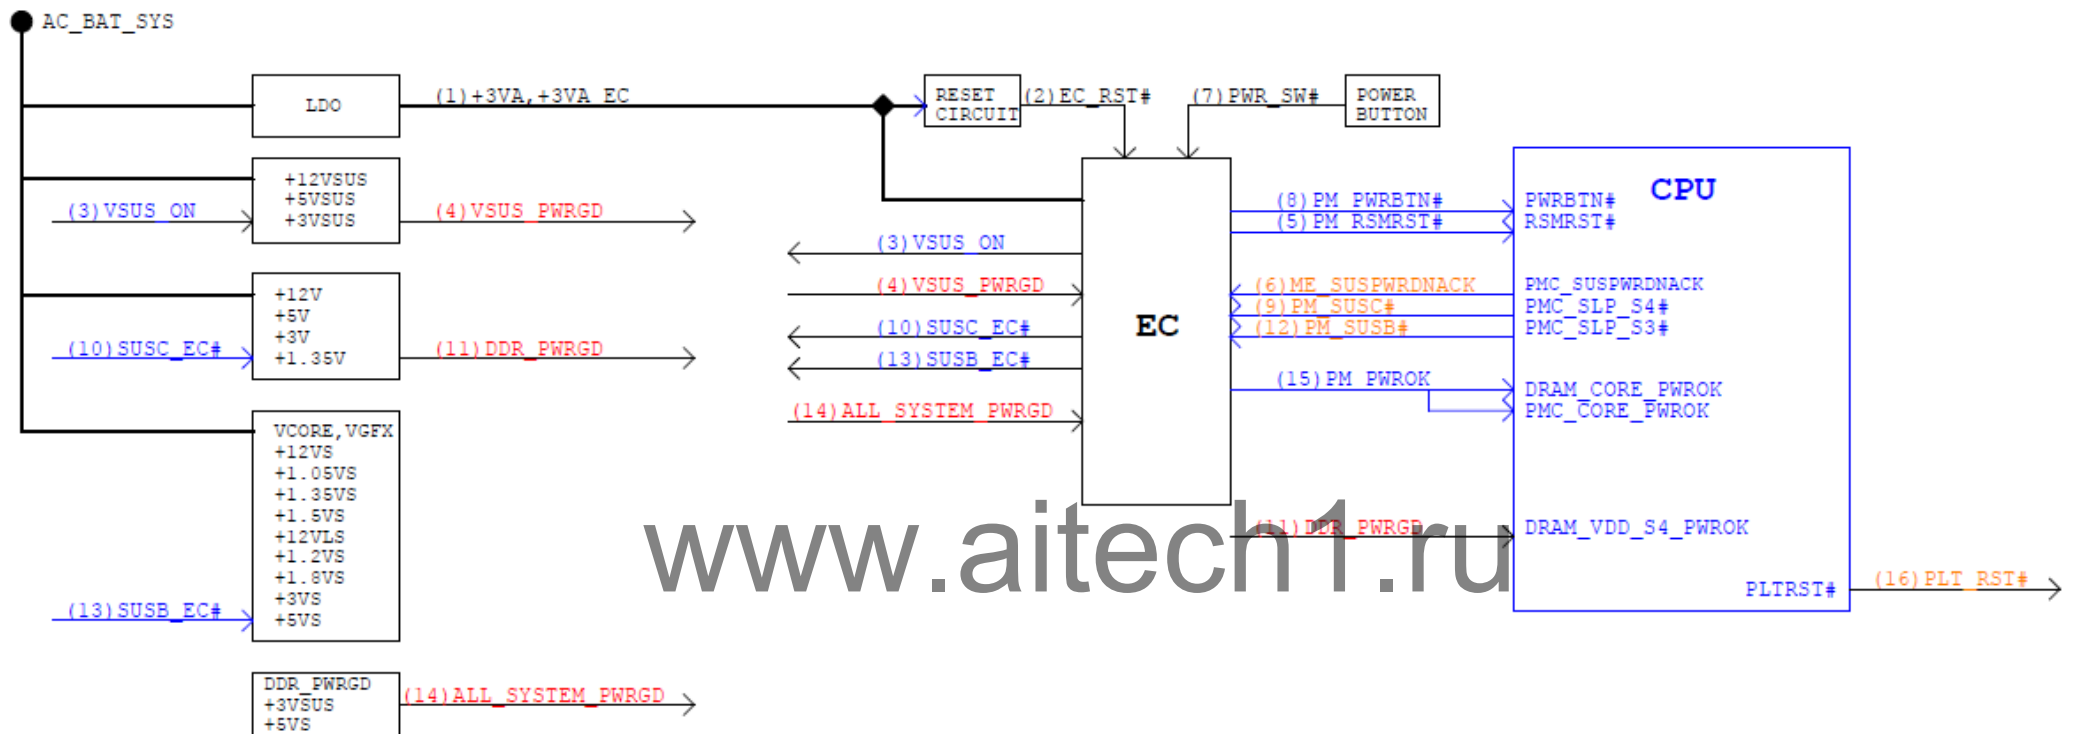 AC_BAT_SYS
LDO
(1)+3VA,+3VA_EC
RESET
CIRCUIT
(2)EC_RST#
(7)PWR_SW#
POWER
BUTTON
+12VSUS
+5VSUS
+3VSUS
(3)VSUS_ON
(4)VSUS_PWRGD
+12V
+5V
+3V
+1.35V
(10)SUSC_EC#
(11)DDR_PWRGD
VCORE,VGFX
+12VS
+1.05VS
+1.35VS
+1.5VS
+12VLS
+1.2VS
+1.8VS
+3VS
+5VS
(13)SUSB_EC#
DDR_PWRGD
+3VSUS
+5VS
(14)ALL_SYSTEM_PWRGD
(3)VSUS_ON
(4)VSUS_PWRGD
(10)SUSC_EC#
(13)SUSB_EC#
(14)ALL_SYSTEM_PWRGD
EC
(8)PM_PWRBTN#
(5)PM_RSMRST#
(6)ME_SUSPWRDNACK
(9)PM_SUSC#
(12)PM_SUSB#
(15)PM_PWROK
(11)DDR_PWRGD
CPU
PWRBTN#
RSMRST#
PMC_SUSPWRDNACK
PMC_SLP_S4#
PMC_SLP_S3#
DRAM_CORE_PWROK
PMC_CORE_PWROK
DRAM_VDD_S4_PWROK
PLTRST#
(16)PLT_RST#
www.aitech1.ru